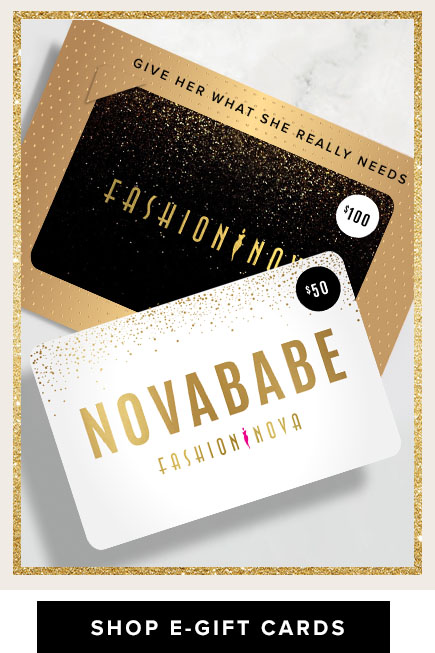 GIVE HER WHAT SHE REALLY NEEDS
$100
FASHION NOVA
$50
NOVABABE
FASHION NOVA
SHOP E-GIFT CARDS